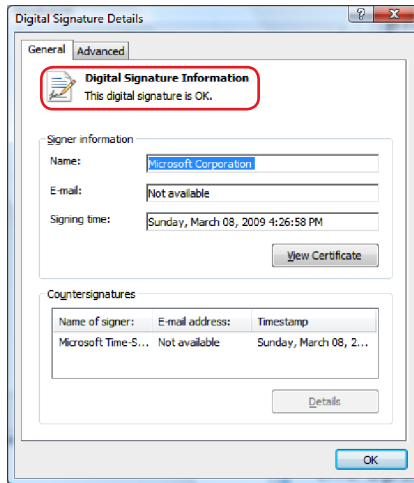 Digital Signature Details
General Advanced
Digital Signature Information
This digital signature is OK.
Signer information
Name: Microsoft Corporation
E-mail: Not available
Signing time: Sunday, March 08, 2009 4:26:58 PM
View Certificate
Countersignatures
Name of signer: E-mail address: Timestamp
Microsoft Time-S... Not available Sunday, March 08, 2...
Details
OK